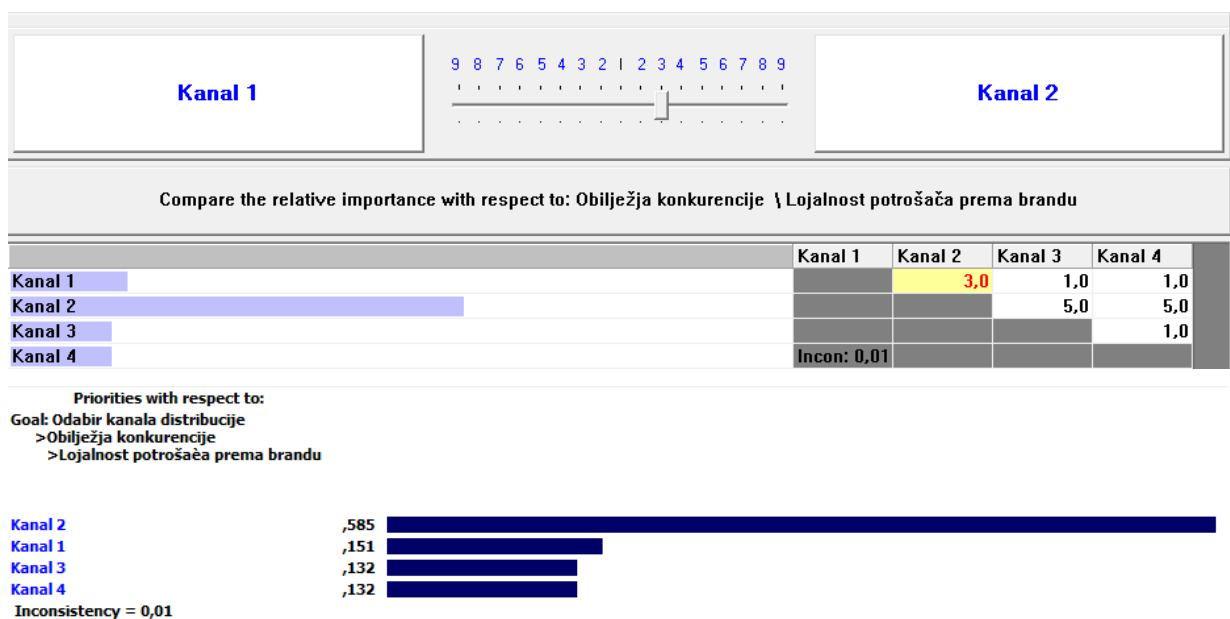 9 8 7 6 5 4 3 2 1 2 3 4 5 6 7 8 9
Kanal 1 Kanal 2
Compare the relative importance with respect to: Obilježja konkurencije \ Lojalnost potrošača prema brandu
Kanal 1 Kanal 2 Kanal 3 Kanal 4
Kanal 1 3,0 1,0 1,0
Kanal 2 5,0 5,0
Kanal 3 1,0
Kanal 4 Incon: 0,01
Priorities with respect to:
Goal: Odabir kanala distribucije
>Obilježja konkurencije
>Lojalnost potrošaèa prema brandu
Kanal 2 ,585
Kanal 1 ,151
Kanal 3 ,132
Kanal 4 ,132
Inconsistency = 0,01